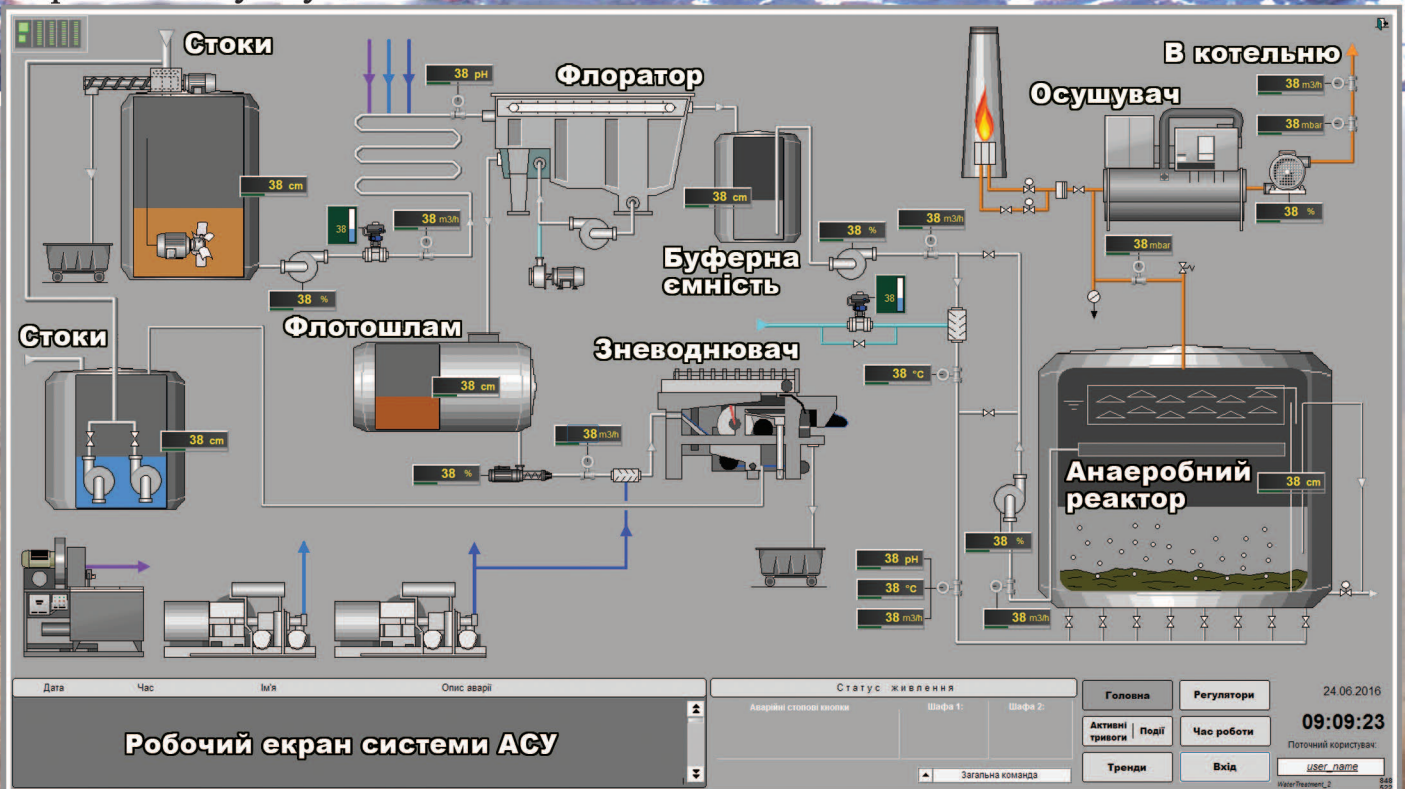 Стоки
38 pH
Флоратор
В котельню
38 m3/h
Осушувач
38 mbar
38 cm
38 cm
38 %
38
38 m3/h
38 m3/h
38 %
38 mbar
Буферна
ємність
38 %
38
Стоки
Флотошлам
Зневоднювач
38 cm
38 °C
38 cm
38 m3/h
38 %
Анаеробний
реактор
38 cm
38 %
38 pH
38 °C
38 m3/h
38 m3/h
Дата Час Ім'я Опис аварії
Робочий екран системи АСУ
Статус живлення
Аварійні стопові кнопки Шафа 1: Шафа 2:
Загальна команда
Головна Регулятори
Активні тривоги Події Час роботи
Тренди Вхід
24.06.2016
09:09:23
Поточний користувач:
user_name
WaterTreatment_2